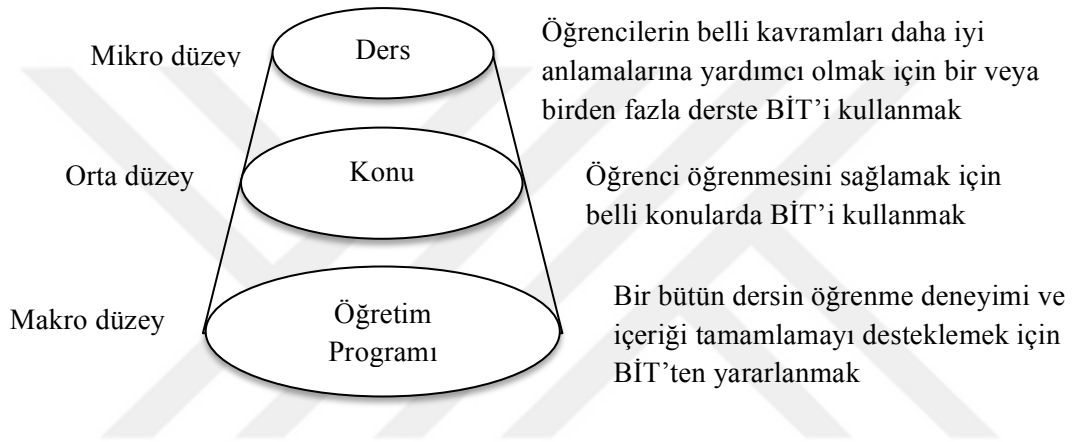 Mikro düzey
Ders
Öğrencilerin belli kavramları daha iyi
anlamalarına yardımcı olmak için bir veya
birden fazla derste BİT’i kullanmak
Orta düzey
Konu
Öğrenci öğrenmesini sağlamak için
belli konularda BİT’i kullanmak
Makro düzey
Öğretim
Programı
Bir bütün dersin öğrenme deneyimi ve
içeriği tamamlamayı desteklemek için
BİT’ten yararlanmak